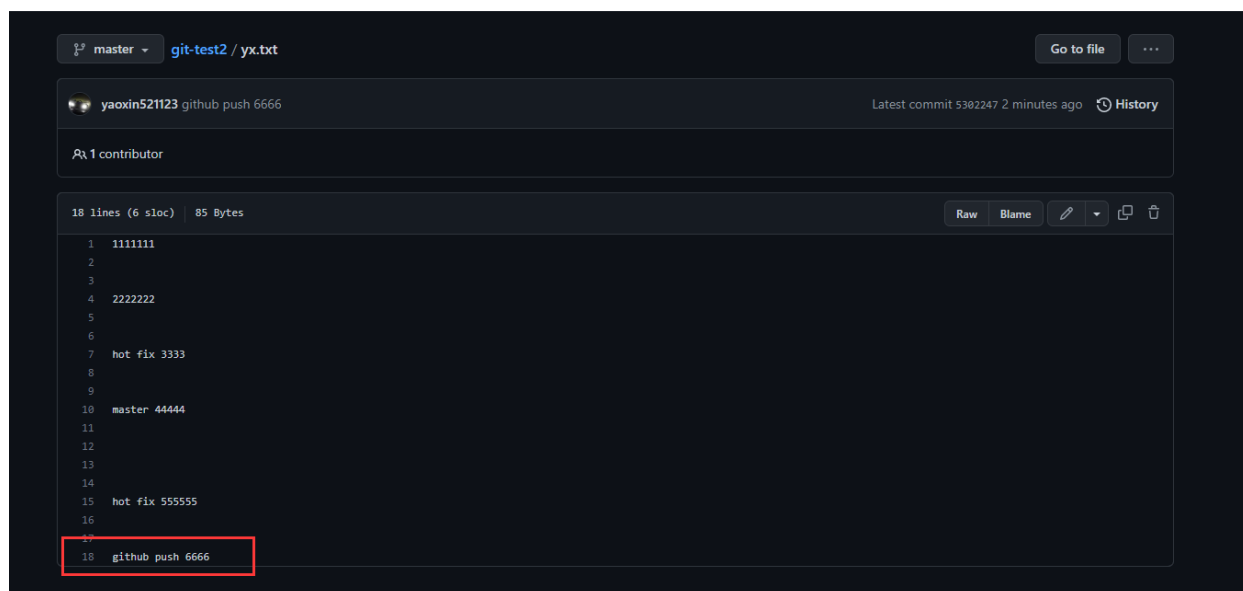 master git-test2 / yx.txt Go to file ...
yaoxin521123 github push 6666 Latest commit 5302247 2 minutes ago History
1 contributor
18 lines (6 sloc) 85 Bytes Raw Blame
1 1111111
2
3
4 2222222
5
6
7 hot fix 3333
8
9
10 master 44444
11
12
13
14
15 hot fix 555555
16
17
18 github push 6666